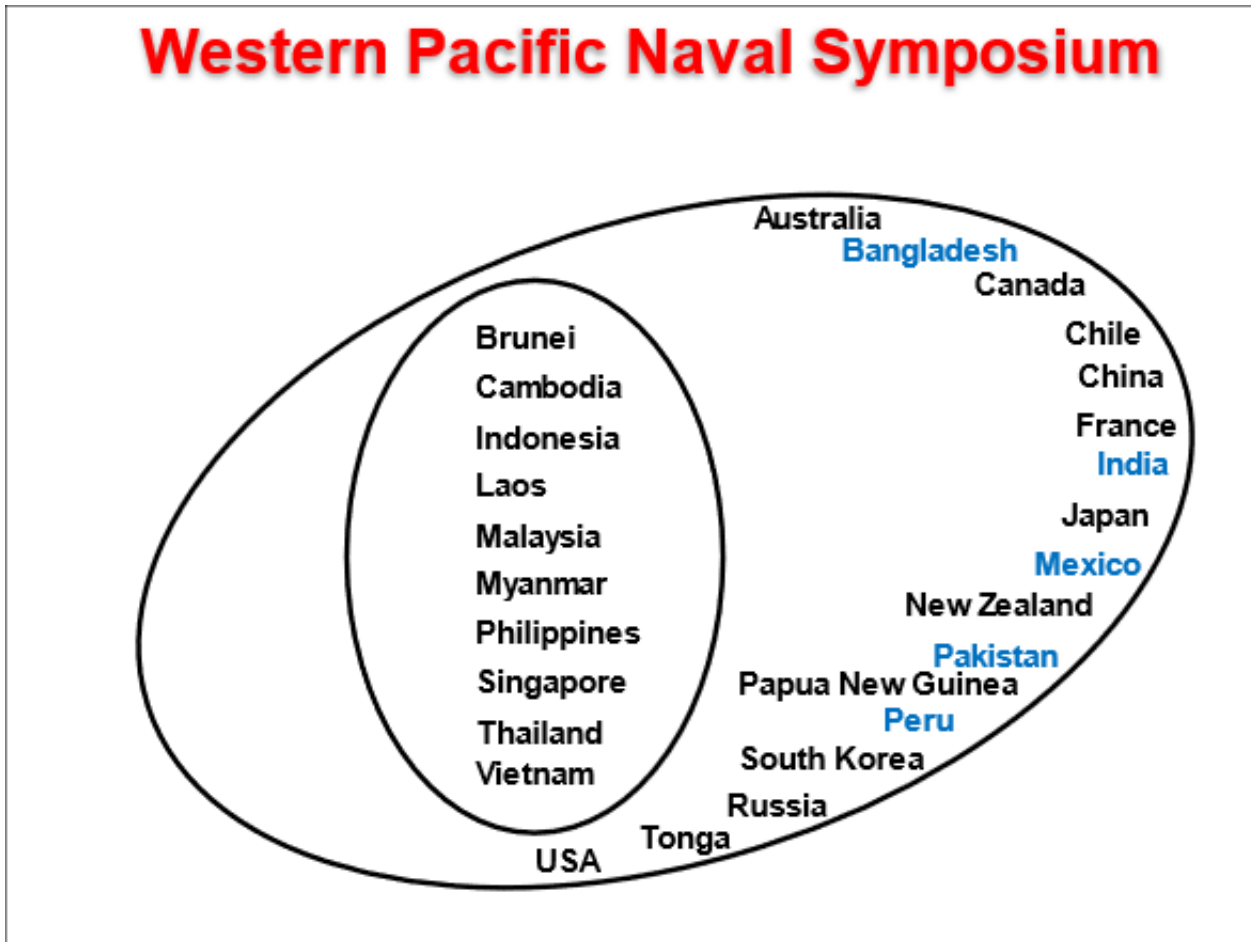 Western Pacific Naval Symposium
Australia
Bangladesh
Canada
Chile
China
France
India
Japan
Mexico
New Zealand
Pakistan
Papua New Guinea
Peru
South Korea
Russia
Tonga
USA
Brunei
Cambodia
Indonesia
Laos
Malaysia
Myanmar
Philippines
Singapore
Thailand
Vietnam